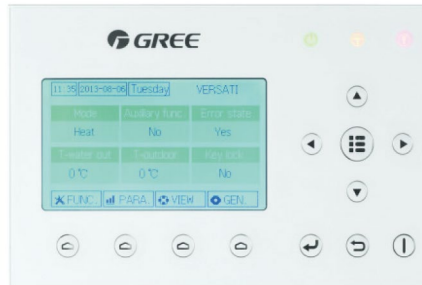 GREE
11:35 2013-08-06 Tuesday VERSATI
Mode Auxiliary func. Error state
Heat No Yes
T-water out T-outdoor Key lock
0 ℃ 0 ℃ No
FUNC. PARA. VIEW GEN.